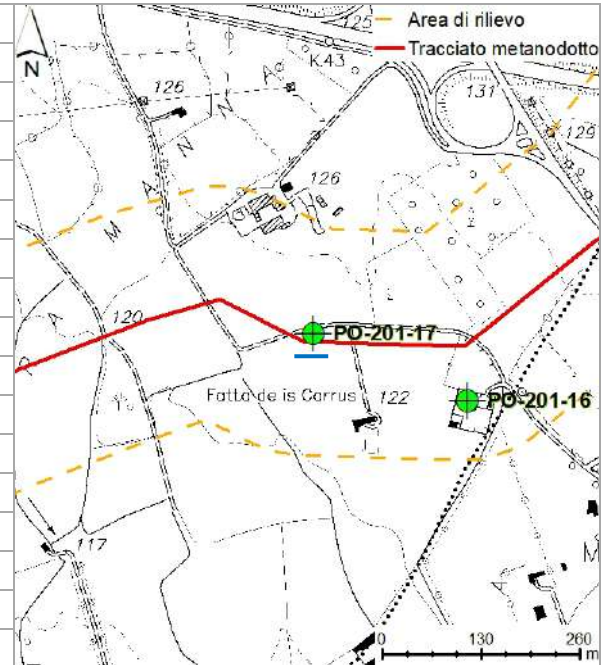 Area di rilievo
Tracciato metanodotto
N
125
K.43
126
131
129
M A N N A
126
120
PO-201-17
Fatta de is Carrus
122
PO-201-16
117
M
A
0 130 260
m